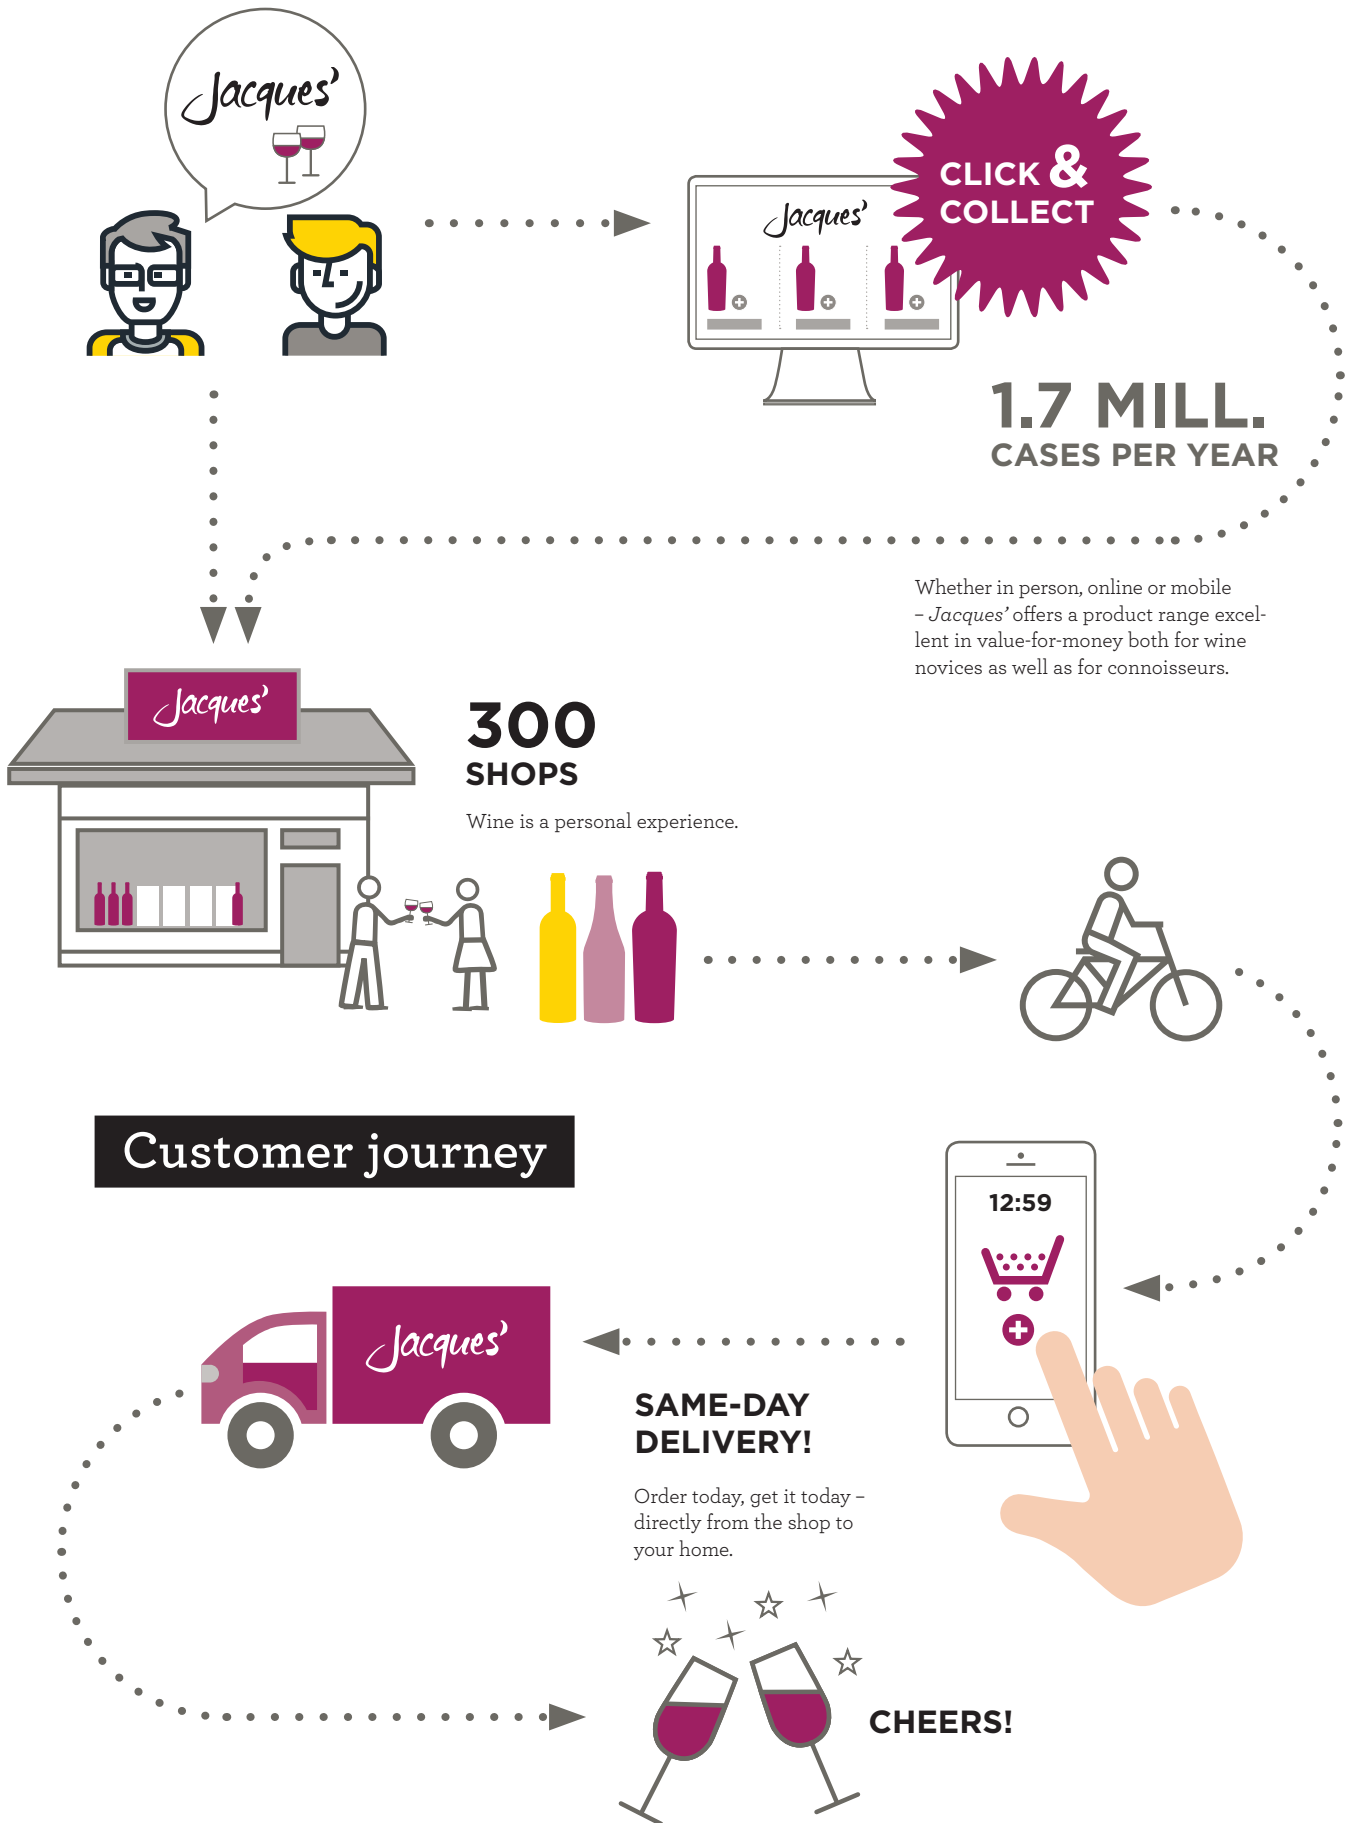 Jacques’
Jacques’
CLICK &
COLLECT
1.7 MILL.
CASES PER YEAR
Whether in person, online or mobile
– Jacques’ offers a product range excel-
lent in value-for-money both for wine
novices as well as for connoisseurs.
Jacques’
300
SHOPS
Wine is a personal experience.
Customer journey
12:59
Jacques’
SAME-DAY
DELIVERY!
Order today, get it today –
directly from the shop to
your home.
CHEERS!